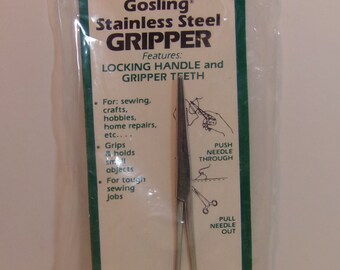 Gosling®
Stainless Steel
GRIPPER
Features:
LOCKING HANDLE and
GRIPPER TEETH
• For: sewing,
crafts,
hobbies,
home repairs,
etc....
• Grips
& holds
small
objects
• For tough
sewing
jobs
PUSH
NEEDLE
THROUGH
PULL
NEEDLE
OUT